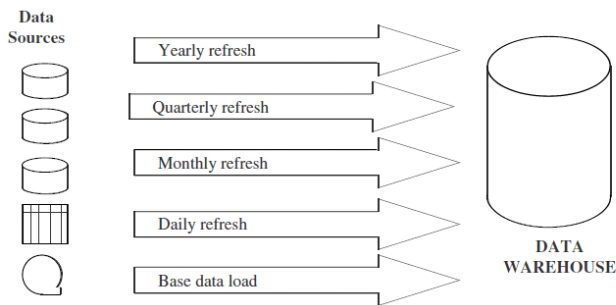 Data
Sources
Yearly refresh
Quarterly refresh
Monthly refresh
Daily refresh
Base data load
DATA
WAREHOUSE